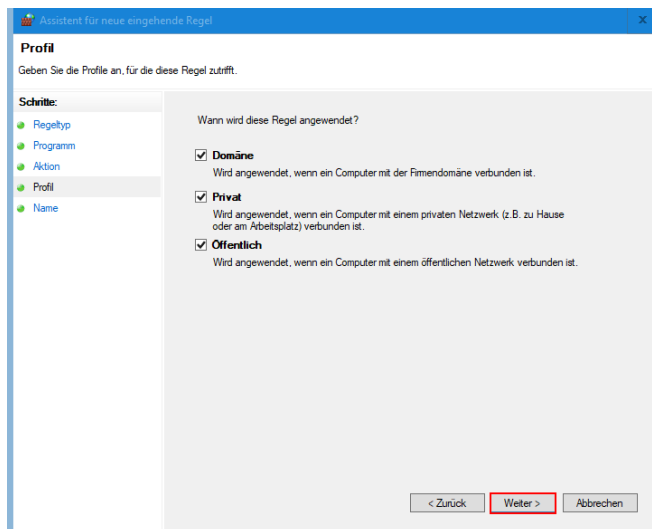 Assistent für neue eingehende Regel
x
Profil
Geben Sie die Profile an, für die diese Regel zutrifft.
Schritte:
Regeltyp
Programm
Aktion
Profil
Name
Wann wird diese Regel angewendet?
Domäne
Wird angewendet, wenn ein Computer mit der Firmendomäne verbunden ist.
Privat
Wird angewendet, wenn ein Computer mit einem privaten Netzwerk (z.B. zu Hause
oder am Arbeitsplatz) verbunden ist.
Öffentlich
Wird angewendet, wenn ein Computer mit einem öffentlichen Netzwerk verbunden ist.
< Zurück
Weiter >
Abbrechen